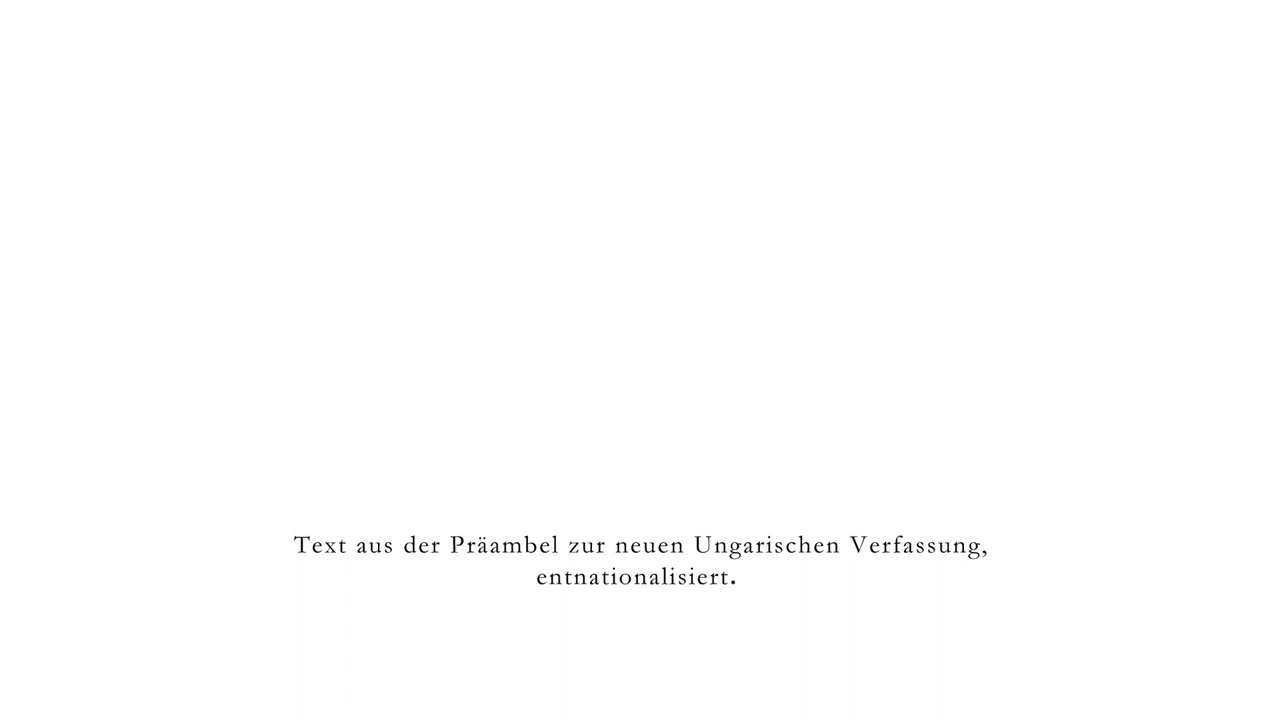 Text aus der Präambel zur neuen Ungarischen Verfassung,
entnationalisiert.